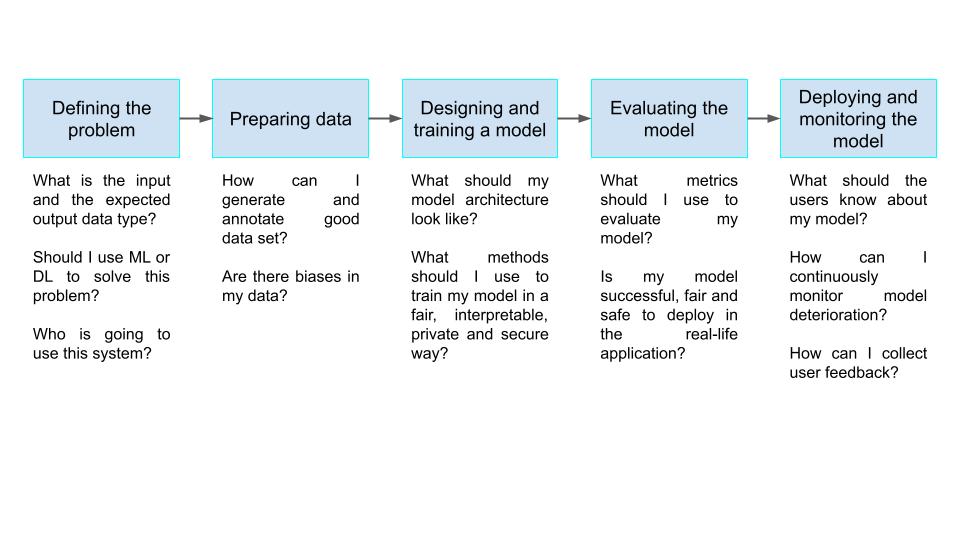 Defining the
problem
Preparing data
Designing and
training a model
Evaluating the
model
Deploying and
monitoring the
model
What is the input
and the expected
output data type?
Should I use ML or
DL to solve this
problem?
Who is going to
use this system?
How can I
generate and
annotate good
data set?
Are there biases in
my data?
What should my
model architecture
look like?
What methods
should I use to
train my model in a
fair, interpretable,
private and secure
way?
What metrics
should I use to
evaluate my
model?
Is my model
successful, fair and
safe to deploy in
the real-life
application?
What should the
users know about
my model?
How can I
continuously
monitor model
deterioration?
How can I collect
user feedback?